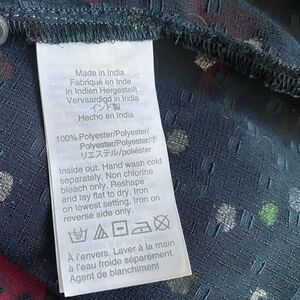 Made in India
Fabriqué en Inde
in Indien Hergestellt
Vervaardigd in India
インド製
Hecho en India
100% Polyester/Polyester/
Polyester/Polyester/ポ
リエステル/poliéster
Inside out. Hand wash cold
separately. Non chlorine
bleach only. Reshape
and lay flat to dry. Iron
on lowest setting. Iron on
reverse side only.
À l'envers. Laver à la main
à l'eau froide séparément.
Agent de blanchiment